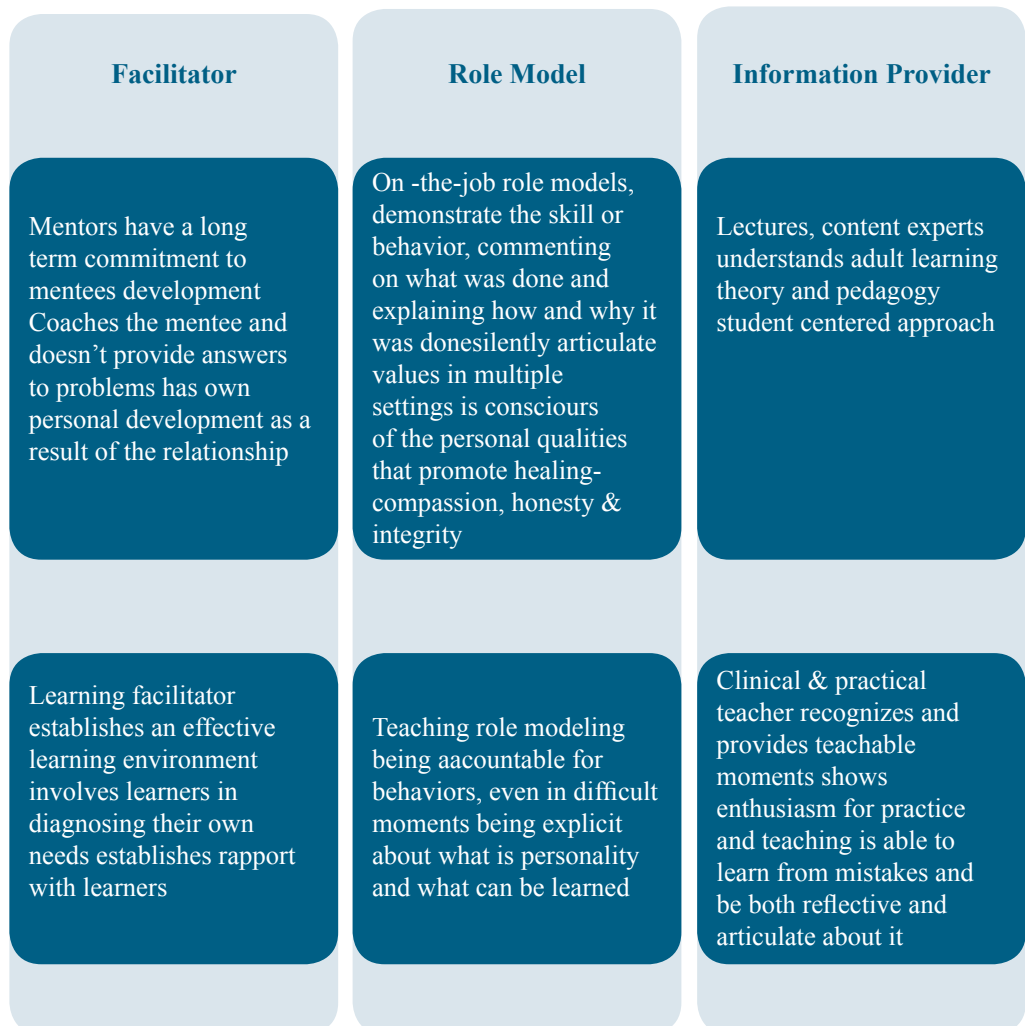 Facilitator
Mentors have a long
term commitment to
mentees development
Coaches the mentee and
doesn’t provide answers
to problems has own
personal development as a
result of the relationship
Learning facilitator
establishes an effective
learning environment
involves learners in
diagnosing their own
needs establishes rapport
with learners
Role Model
On -the-job role models,
demonstrate the skill or
behavior, commenting
on what was done and
explaining how and why it
was donesilently articulate
values in multiple
settings is consciours
of the personal qualities
that promote healing-
compassion, honesty &
integrity
Teaching role modeling
being aacountable for
behaviors, even in difficult
moments being explicit
about what is personality
and what can be learned
Information Provider
Lectures, content experts
understands adult learning
theory and pedagogy
student centered approach
Clinical & practical
teacher recognizes and
provides teachable
moments shows
enthusiasm for practice
and teaching is able to
learn from mistakes and
be both reflective and
articulate about it